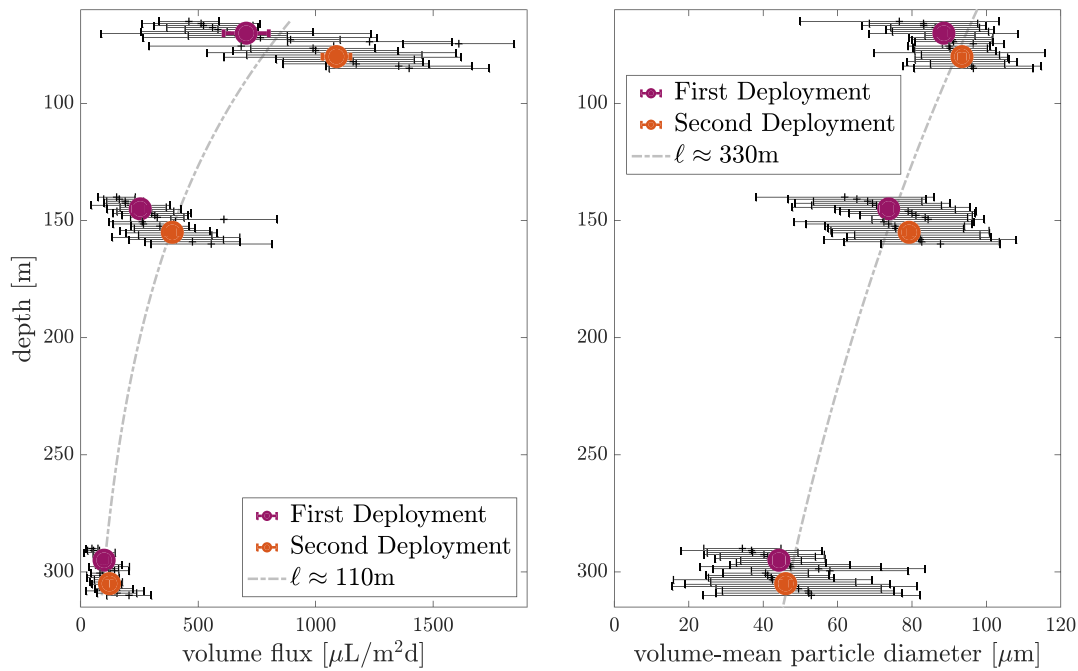 100
150
200
250
300
depth [m]
0
500
1000
1500
volume flux [μL/m²d]
First Deployment
Second Deployment
ℓ ≈ 110m
First Deployment
Second Deployment
ℓ ≈ 330m
100
150
200
250
300
0
20
40
60
80
100
120
volume-mean particle diameter [μm]